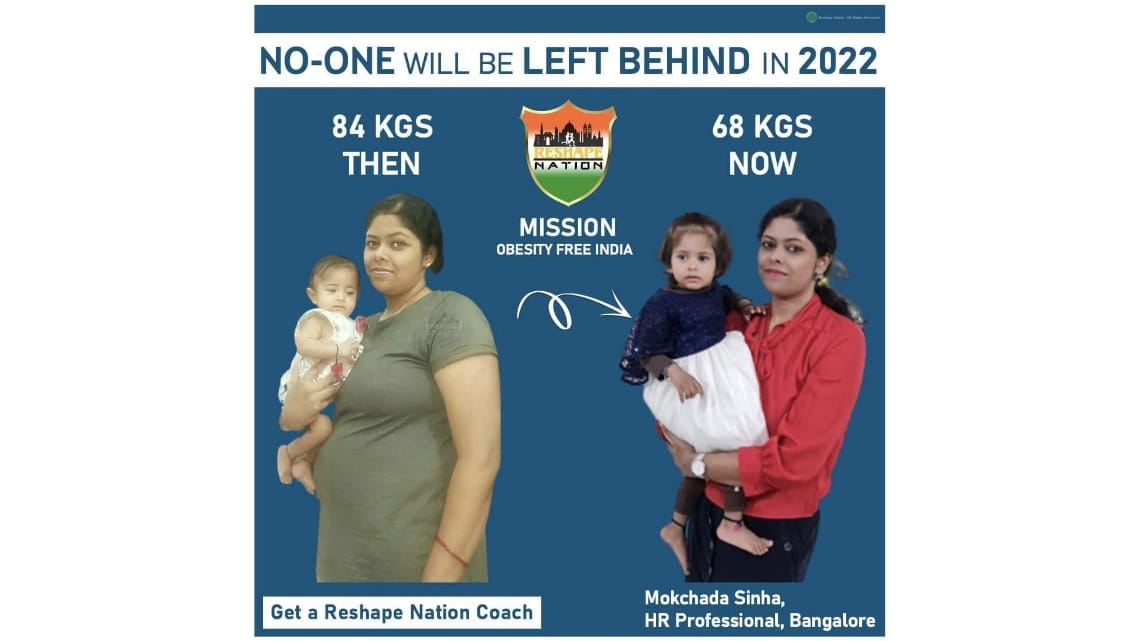 NO-ONE WILL BE LEFT BEHIND IN 2022
84 KGS
THEN
RESHAPE
NATION
MISSION
OBESITY FREE INDIA
68 KGS
NOW
Get a Reshape Nation Coach
Mokchada Sinha,
HR Professional, Bangalore